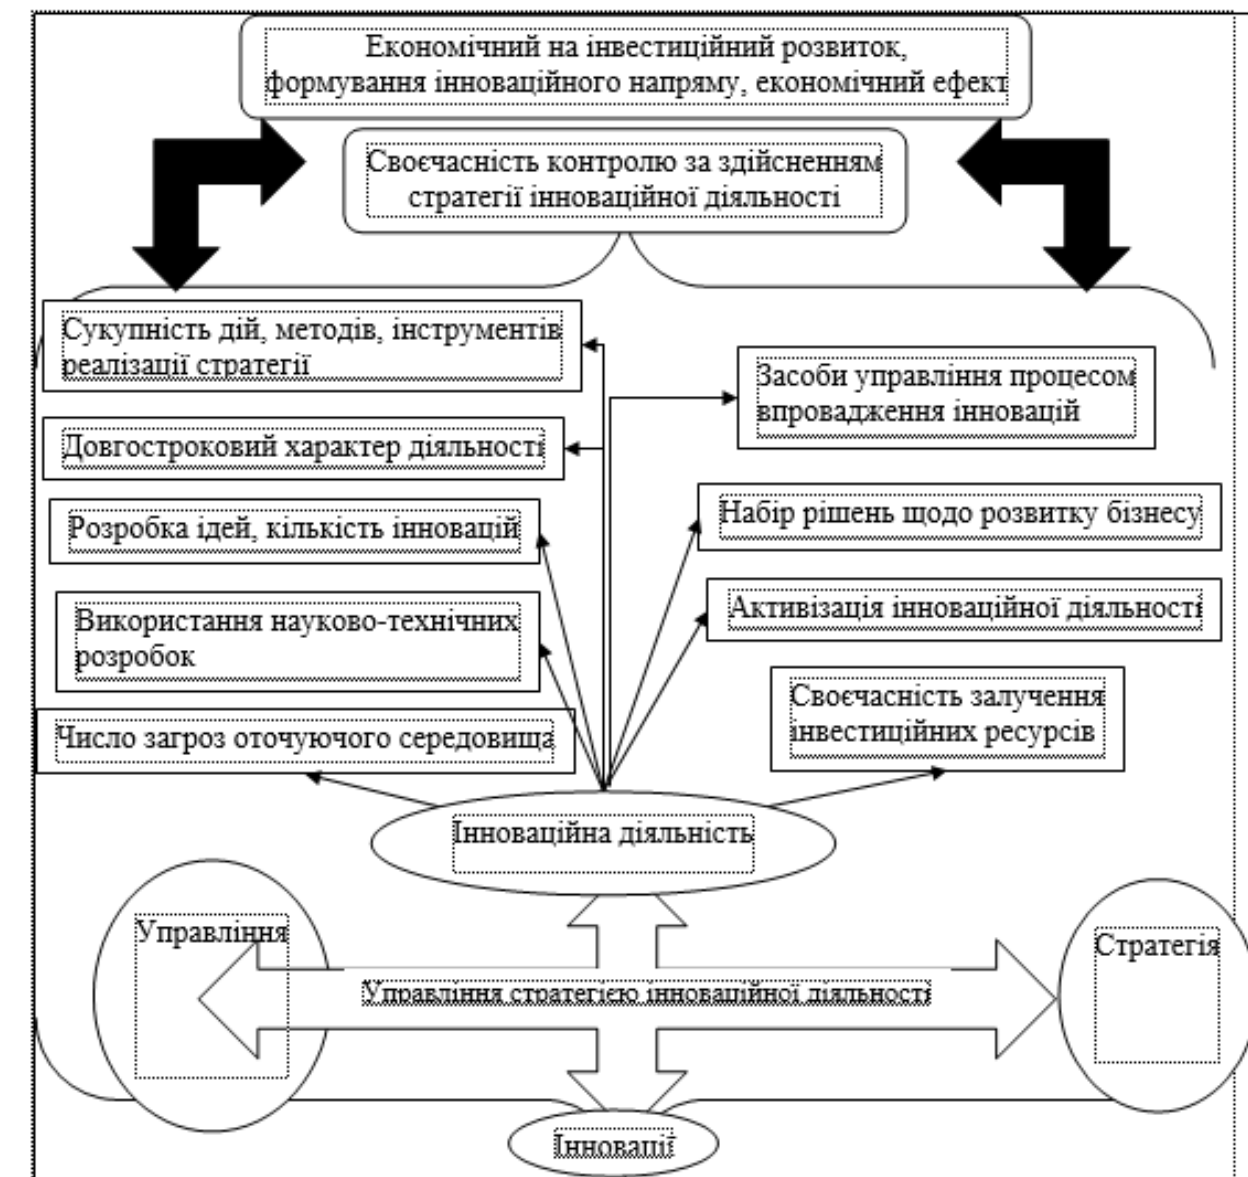 Економічний на інвестиційний розвиток,
формування інноваційного напряму, економічний ефект
Своєчасність контролю за здійсненням
стратегії інноваційної діяльності
Сукупність дій, методів, інструментів
реалізації стратегії
Засоби управління процесом
впровадження інновацій
Довгостроковий характер діяльності
Набір рішень щодо розвитку бізнесу
Розробка ідей, кількість інновацій
Активізація інноваційної діяльності
Використання науково-технічних
розробок
Своєчасність залучення
інвестиційних ресурсів
Число загроз оточуючого середовища
Інноваційна діяльність
Управління
Стратегія
Управління стратегією інноваційної діяльності
Інновації